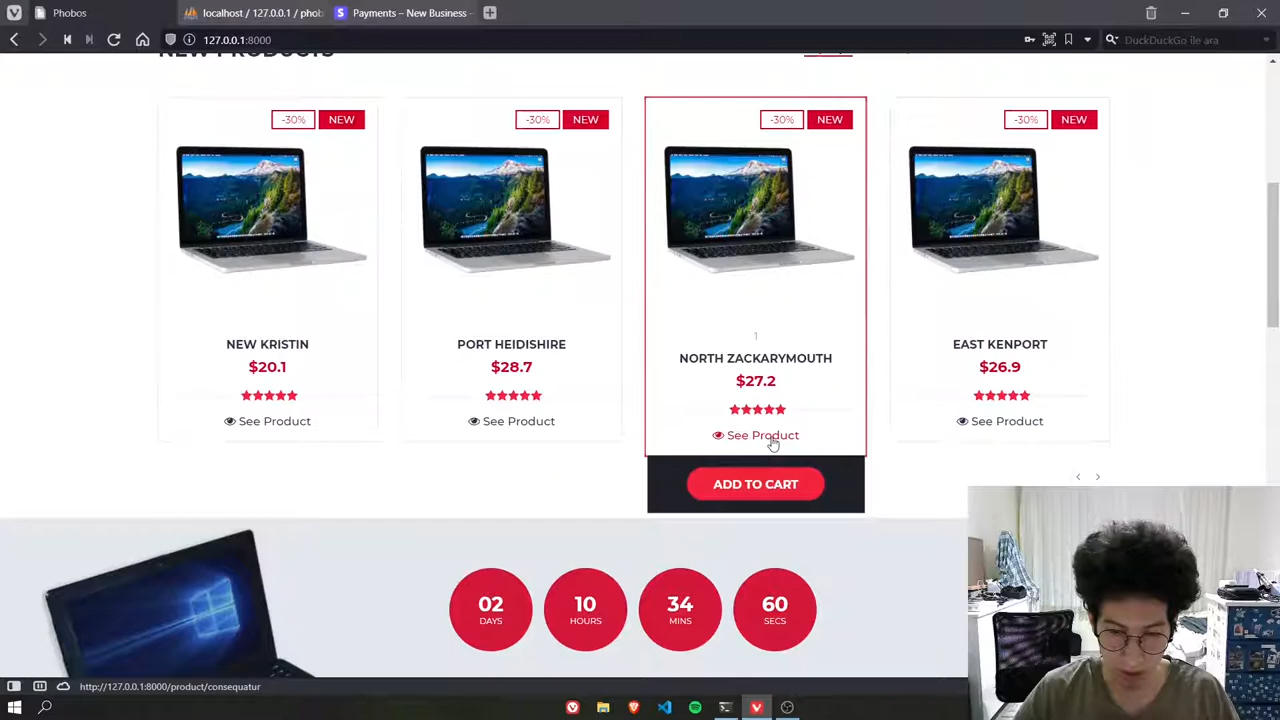 Phobos
localhost / 127.0.0.1 / phob
Payments – New Business
127.0.0.1:8000
DuckDuckGo ile ara
NEW PRODUCTS
-30% NEW
-30% NEW
-30% NEW
-30% NEW
NEW KRISTIN
$20.1
See Product
PORT HEIDISHIRE
$28.7
See Product
1
NORTH ZACKARYMOUTH
$27.2
See Product
ADD TO CART
EAST KENPORT
$26.9
See Product
02
DAYS
10
HOURS
34
MINS
60
SECS
http://127.0.0.1:8000/product/consequatur